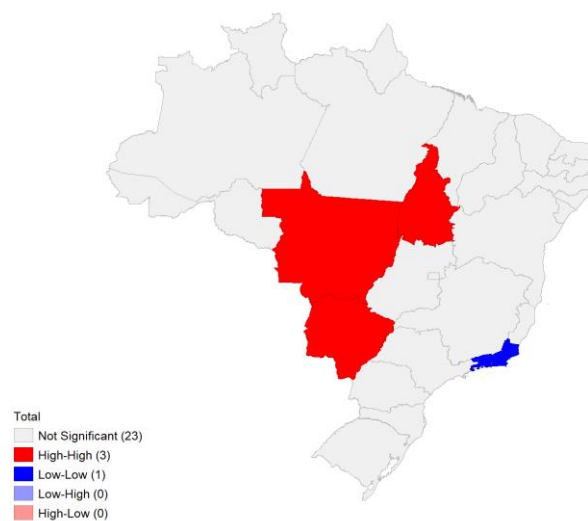 Total
Not Significant (23)
High-High (3)
Low-Low (1)
Low-High (0)
High-Low (0)